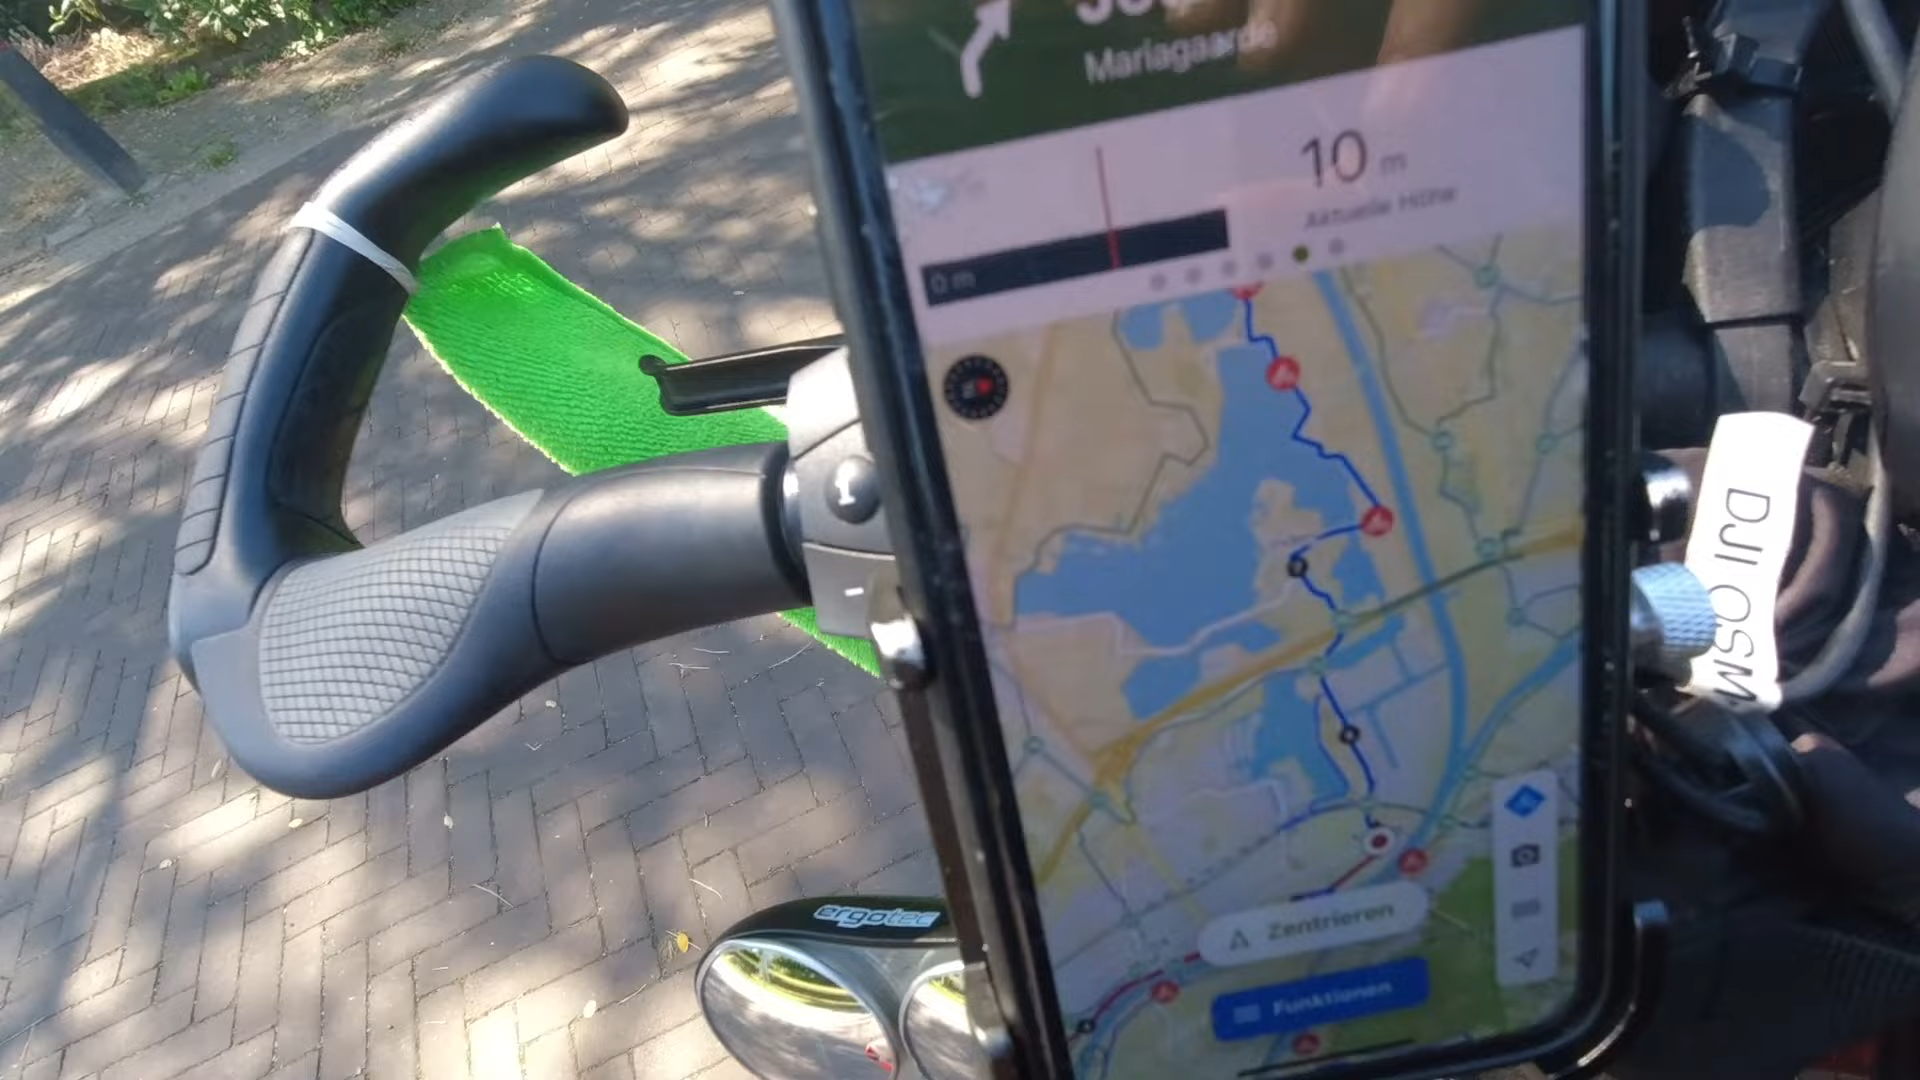 Mariagaarde
10 m
Aktuelle Höhe
0 m
DJI OSM
Zentrieren
ergotec
Funktionen